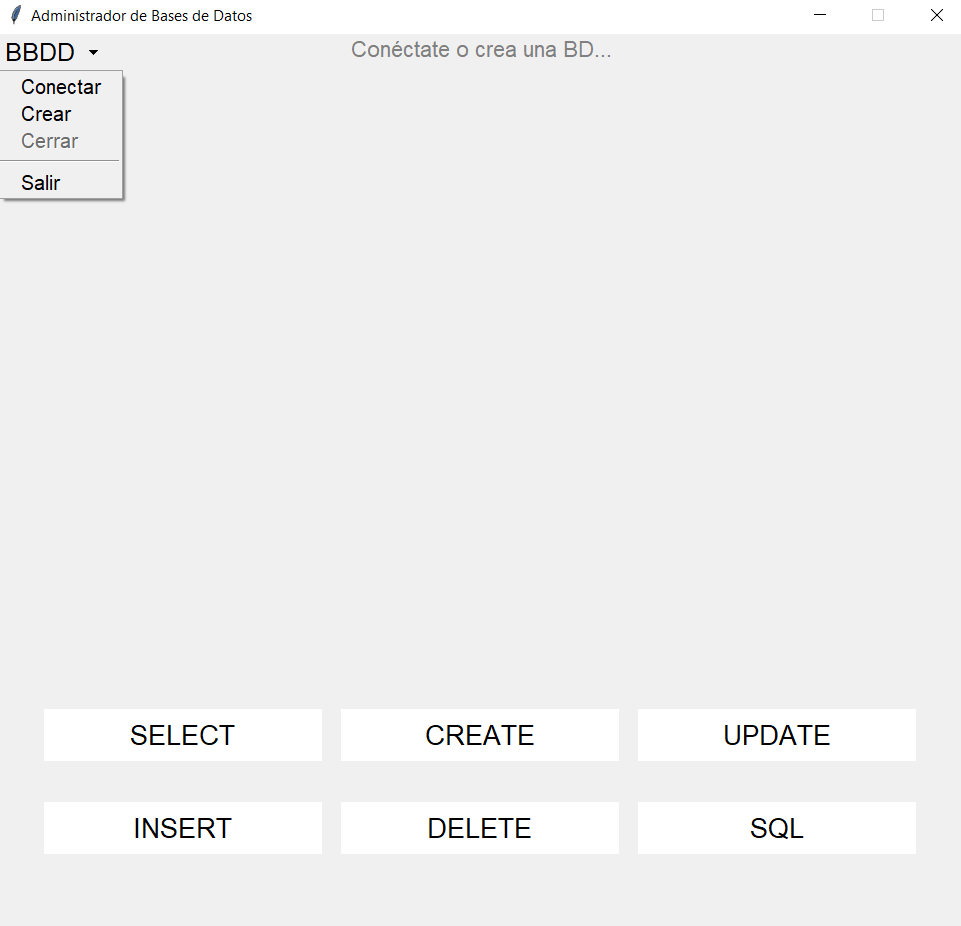 Administrador de Bases de Datos
BBDD
Conéctate o crea una BD...
Conectar
Crear
Cerrar
Salir
SELECT
CREATE
UPDATE
INSERT
DELETE
SQL